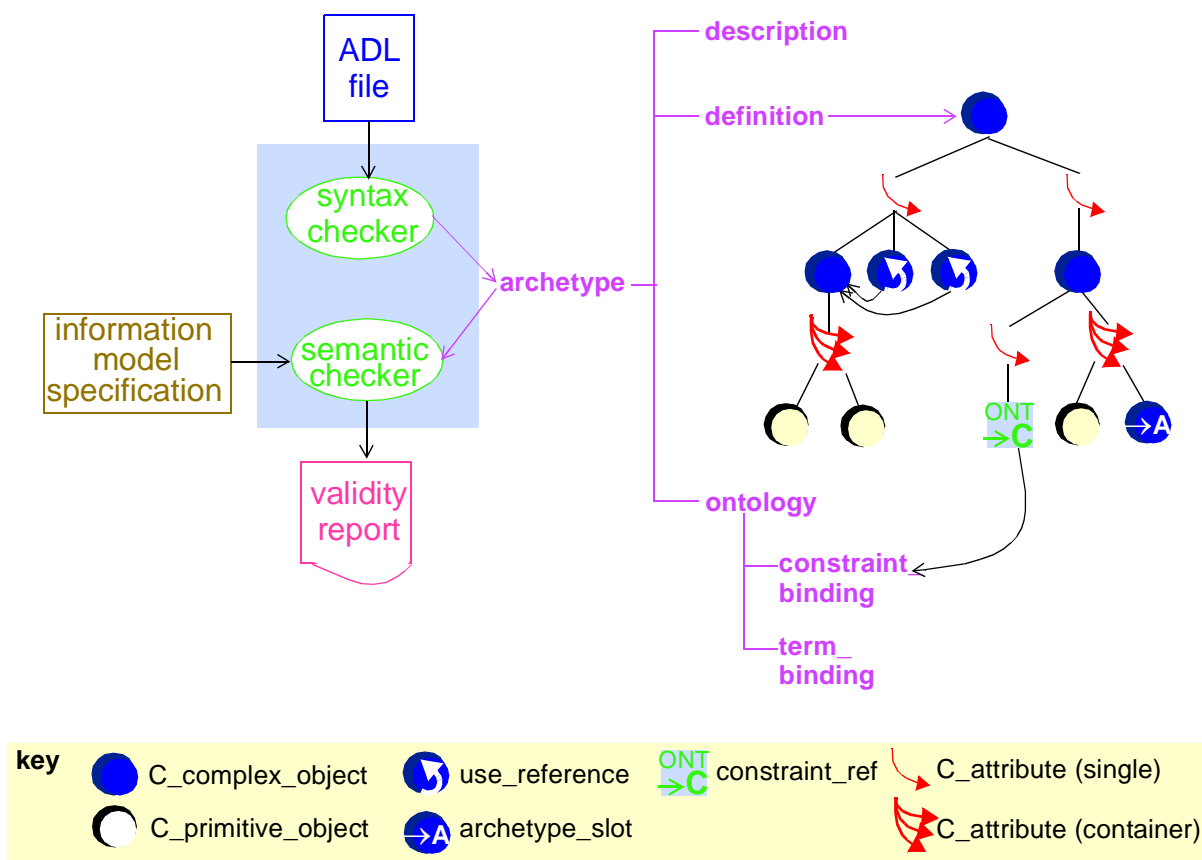 ADL
file
syntax
checker
information
model
specification
semantic
checker
validity
report
archetype
description
definition
ontology
constraint_
binding
term_
binding
→A
ONT
→C
key
C_complex_object
use_reference
ONT
→C
constraint_ref
C_attribute (single)
C_primitive_object
→A
archetype_slot
C_attribute (container)